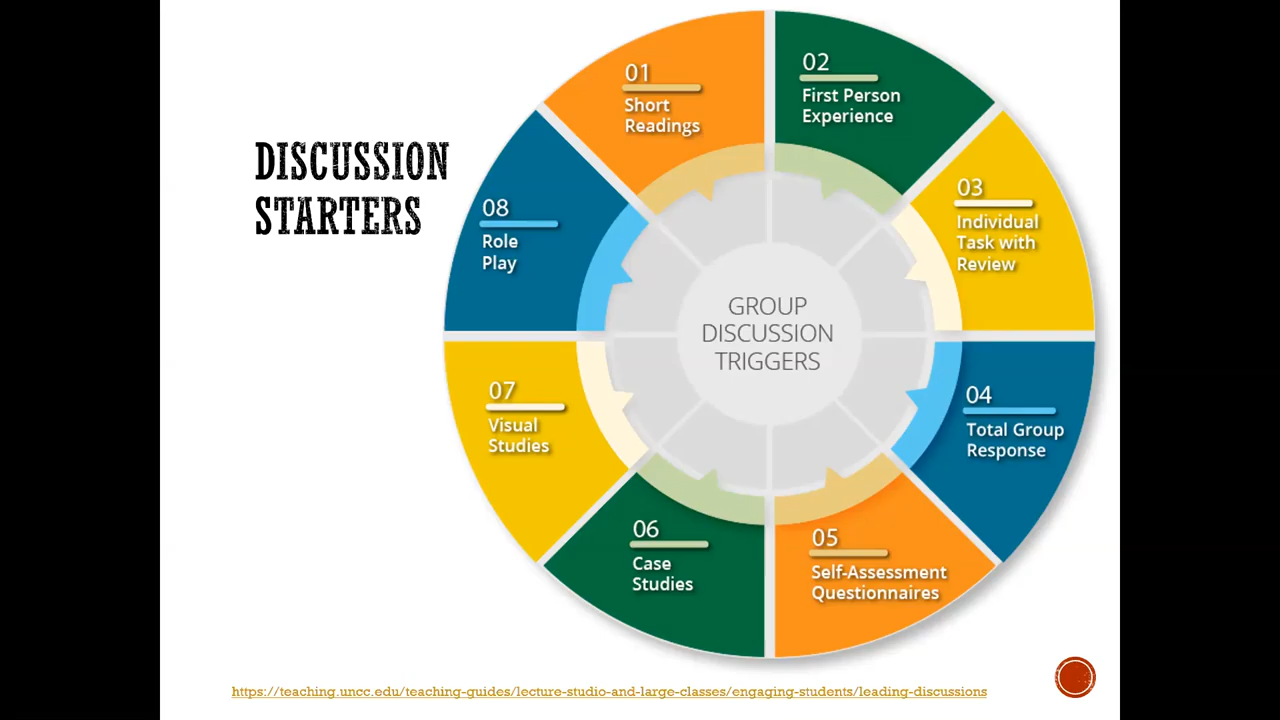 DISCUSSION
STARTERS
01
Short
Readings
02
First Person
Experience
03
Individual
Task with
Review
04
Total Group
Response
05
Self-Assessment
Questionnaires
06
Case
Studies
07
Visual
Studies
08
Role
Play
GROUP
DISCUSSION
TRIGGERS
https://teaching.uncc.edu/teaching-guides/lecture-studio-and-large-classes/engaging-students/leading-discussions